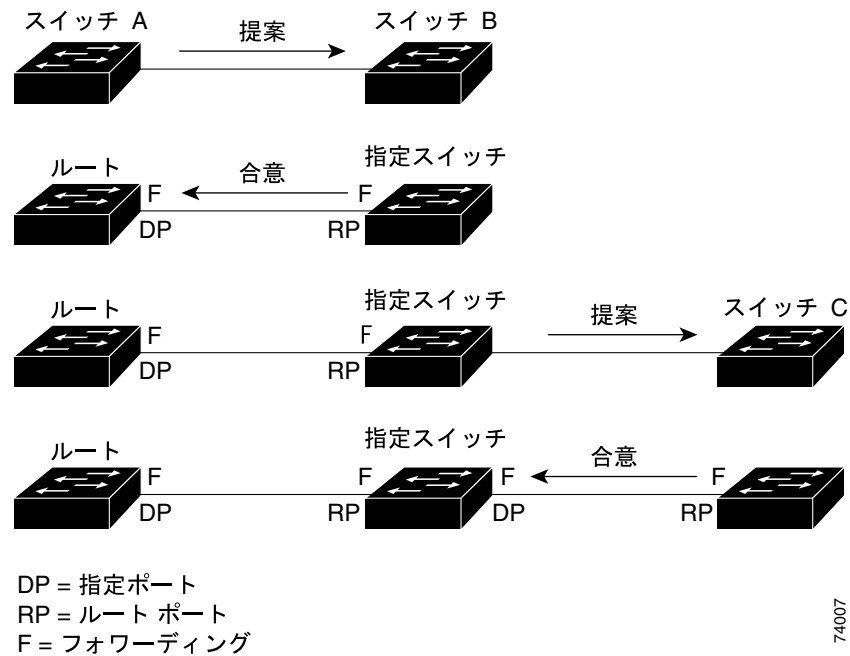 スイッチ A
提案
スイッチ B
ルート
合意
指定スイッチ
F
F
DP
RP
ルート
指定スイッチ
提案
スイッチ C
F
F
DP
RP
ルート
指定スイッチ
合意
F
F
F
F
DP
RP
DP
RP
DP = 指定ポート
RP = ルート ポート
F = フォワーディング
74007